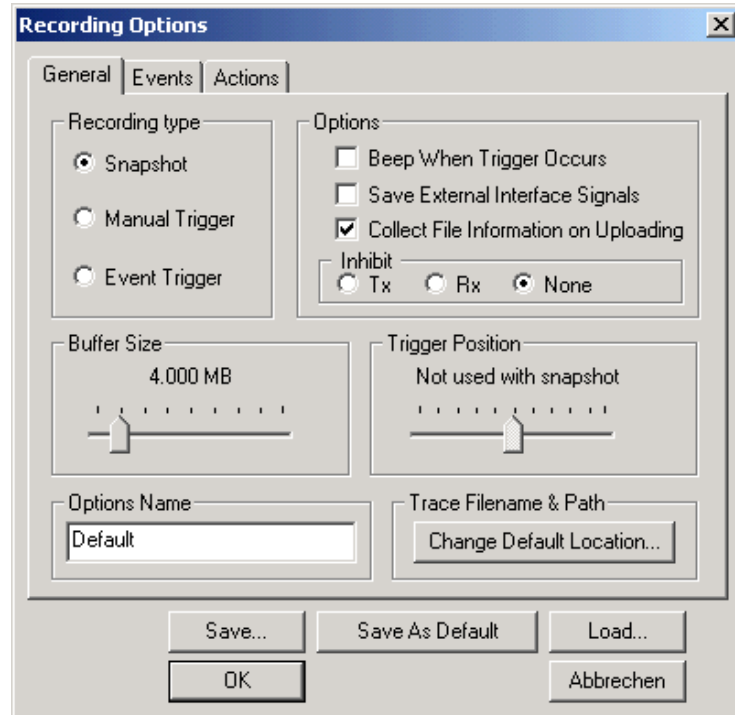 Recording Options
General
Events
Actions
Recording type
Snapshot
Manual Trigger
Event Trigger
Options
Beep When Trigger Occurs
Save External Interface Signals
Collect File Information on Uploading
Inhibit
Tx
Rx
None
Buffer Size
4.000 MB
Trigger Position
Not used with snapshot
Options Name
Default
Trace Filename & Path
Change Default Location...
Save...
Save As Default
Load...
OK
Abbrechen